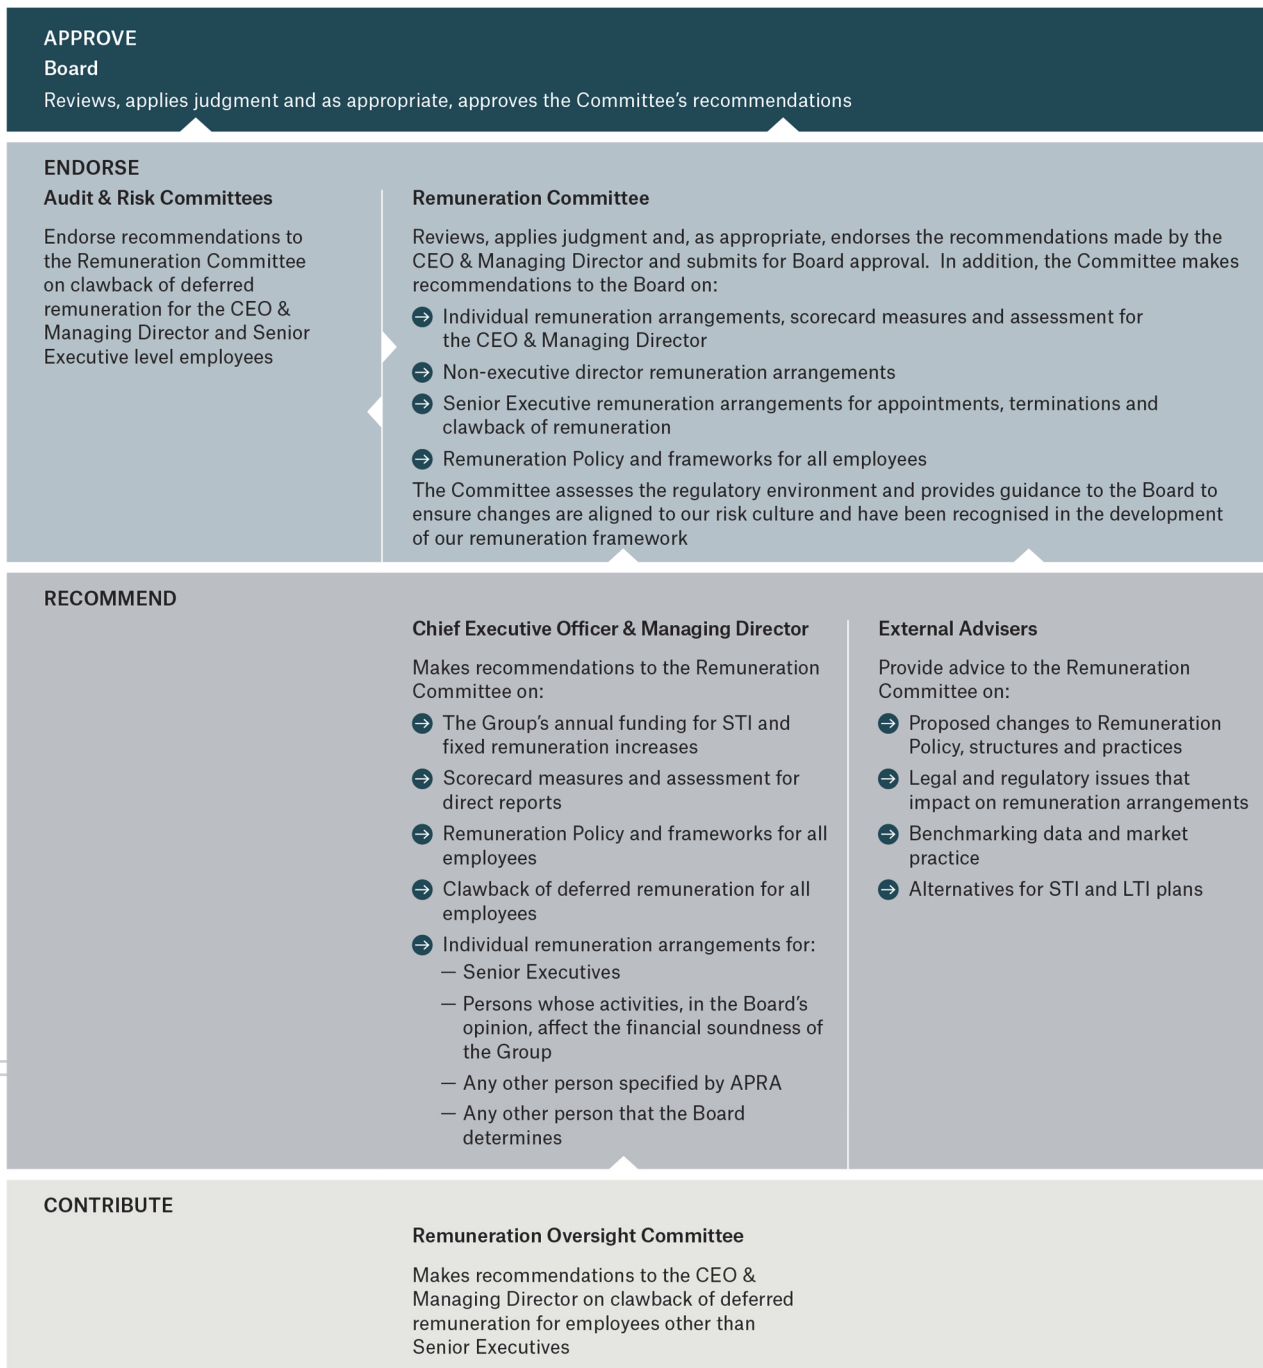 APPROVE
Board
Reviews, applies judgment and as appropriate, approves the Committee's recommendations
ENDORSE
Audit & Risk Committees
Endorse recommendations to
the Remuneration Committee
on clawback of deferred
remuneration for the CEO &
Managing Director and Senior
Executive level employees
Remuneration Committee
Reviews, applies judgment and, as appropriate, endorses the recommendations made by the
CEO & Managing Director and submits for Board approval. In addition, the Committee makes
recommendations to the Board on:
Individual remuneration arrangements, scorecard measures and assessment for
the CEO & Managing Director
Non-executive director remuneration arrangements
Senior Executive remuneration arrangements for appointments, terminations and
clawback of remuneration
Remuneration Policy and frameworks for all employees
The Committee assesses the regulatory environment and provides guidance to the Board to
ensure changes are aligned to our risk culture and have been recognised in the development
of our remuneration framework
RECOMMEND
Chief Executive Officer & Managing Director
Makes recommendations to the Remuneration
Committee on:
The Group's annual funding for STI and
fixed remuneration increases
Scorecard measures and assessment for
direct reports
Remuneration Policy and frameworks for all
employees
Clawback of deferred remuneration for all
employees
Individual remuneration arrangements for:
— Senior Executives
— Persons whose activities, in the Board's
opinion, affect the financial soundness of
the Group
— Any other person specified by APRA
— Any other person that the Board
determines
External Advisers
Provide advice to the Remuneration
Committee on:
Proposed changes to Remuneration
Policy, structures and practices
Legal and regulatory issues that
impact on remuneration arrangements
Benchmarking data and market
practice
Alternatives for STI and LTI plans
CONTRIBUTE
Remuneration Oversight Committee
Makes recommendations to the CEO &
Managing Director on clawback of deferred
remuneration for employees other than
Senior Executives